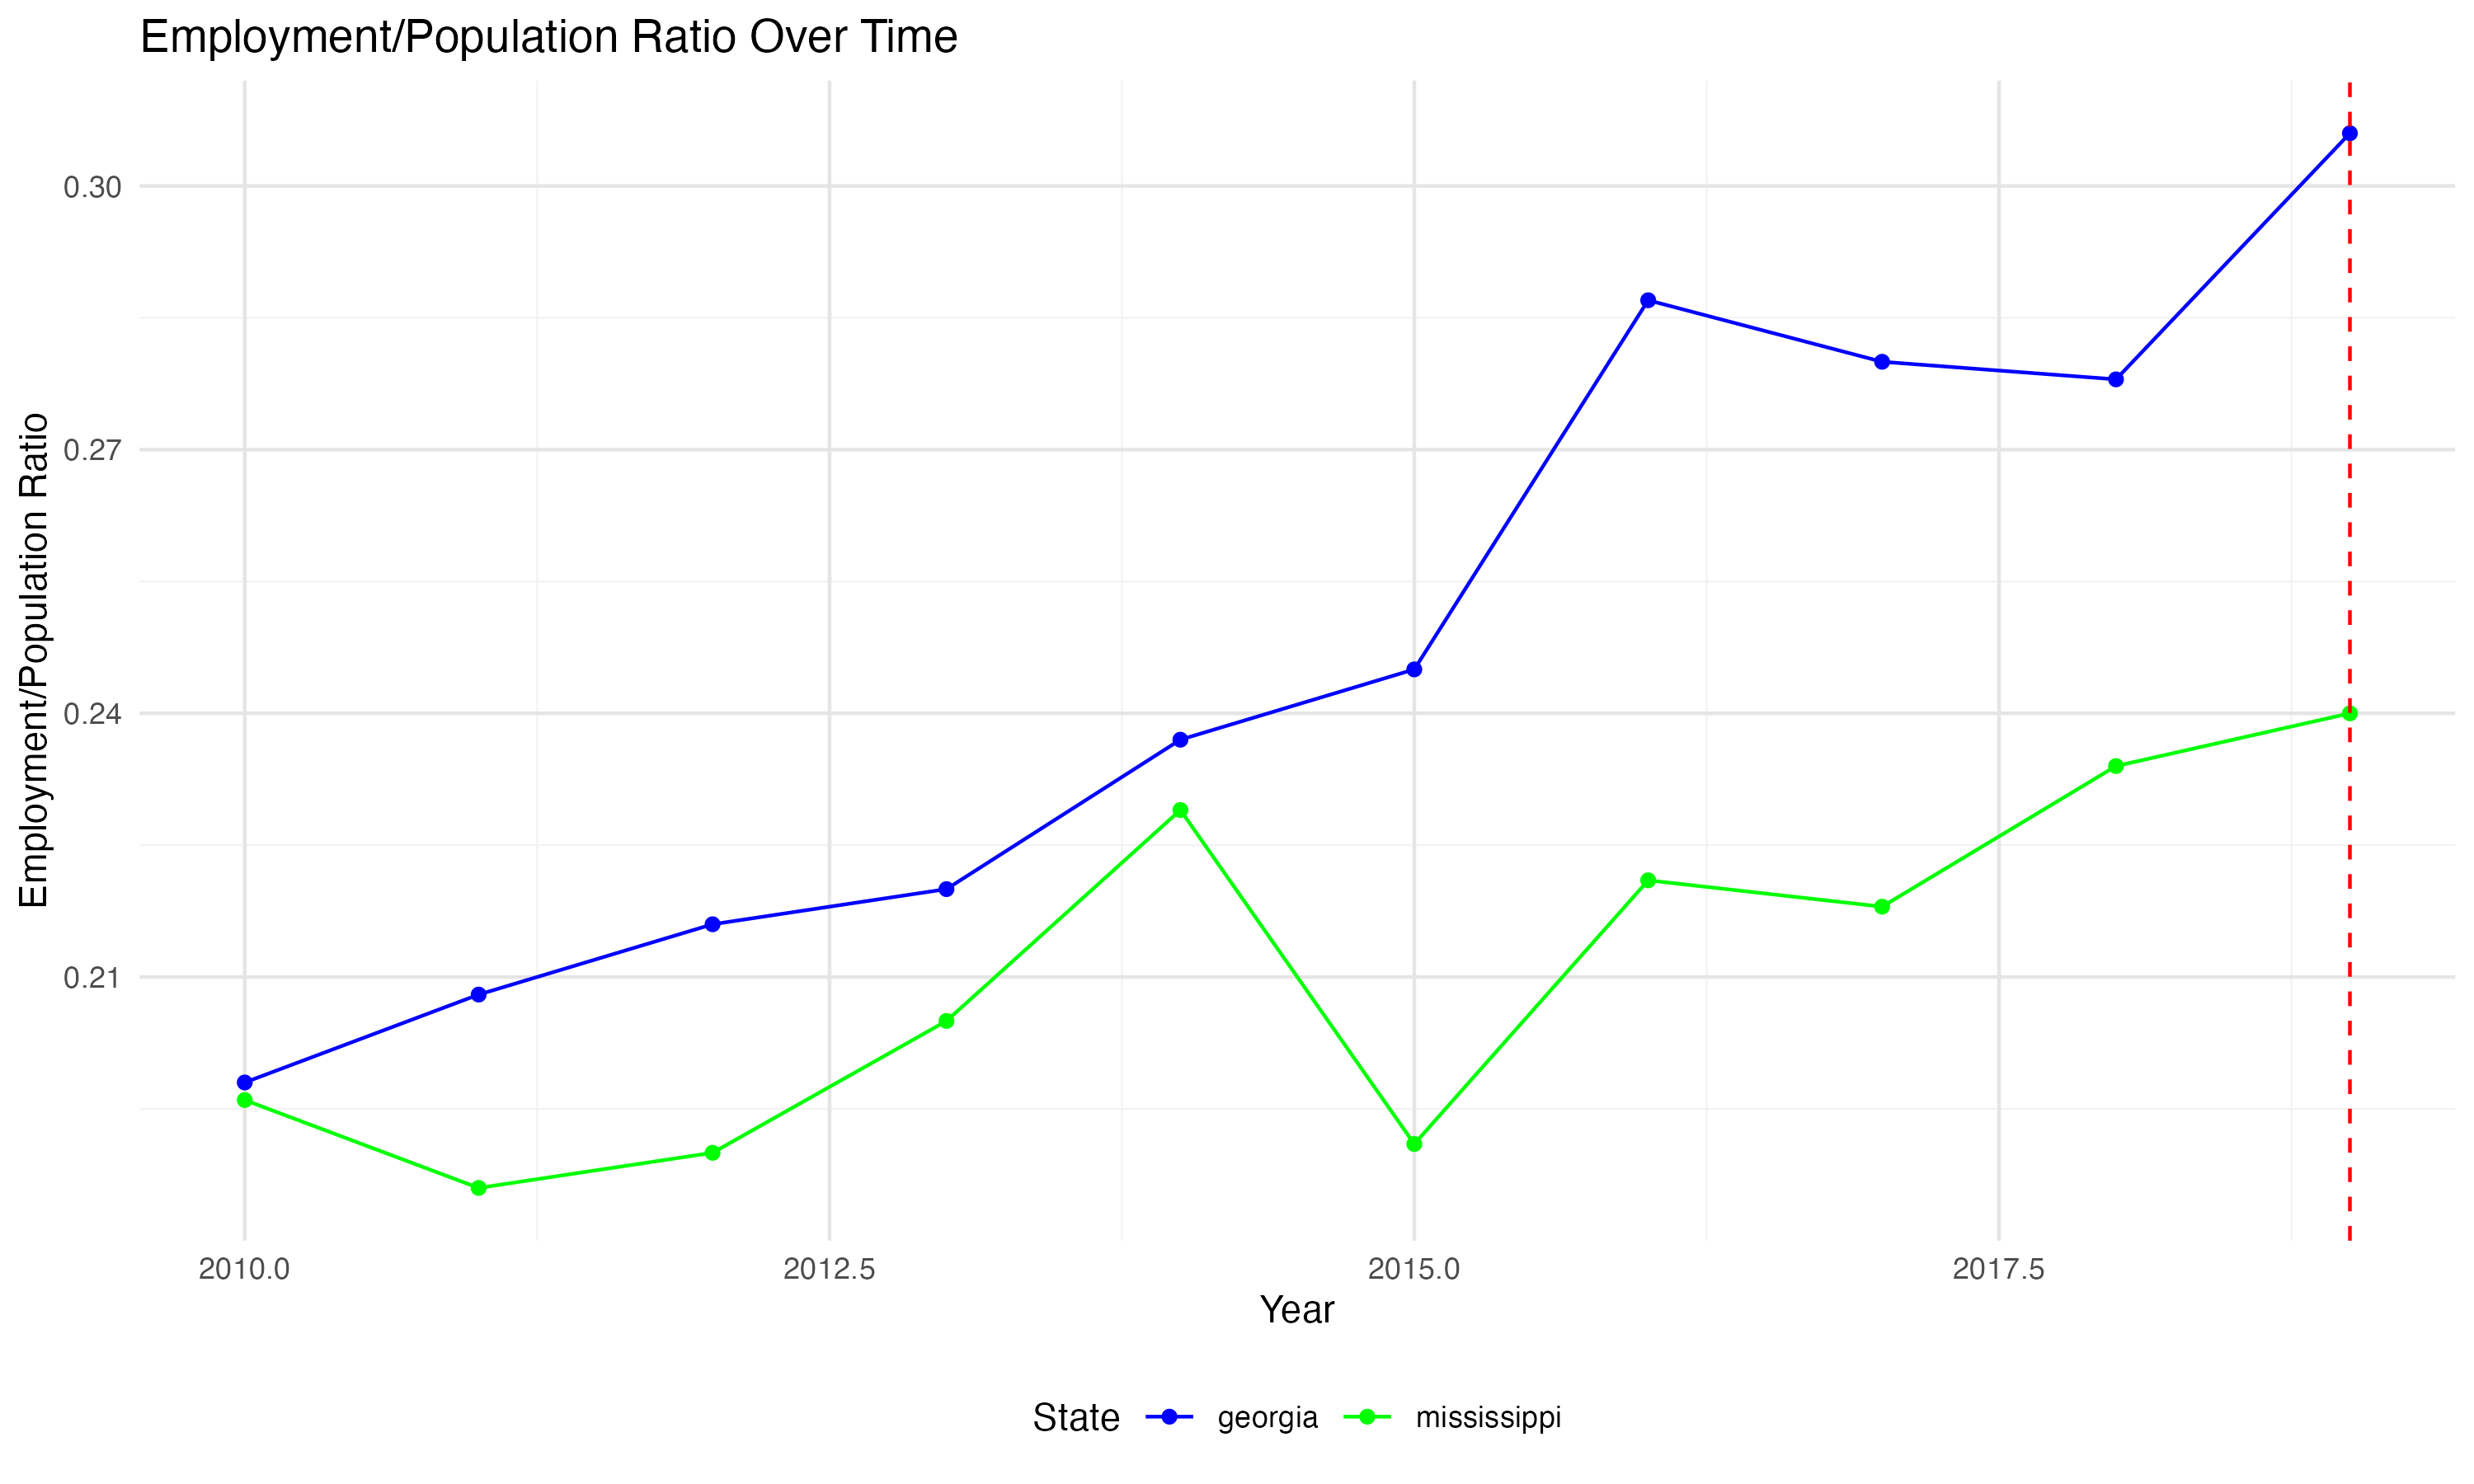 Employment/Population Ratio Over Time
Employment/Population Ratio
0.30
0.27
0.24
0.21
2010.0
2012.5
2015.0
2017.5
Year
State georgia mississippi